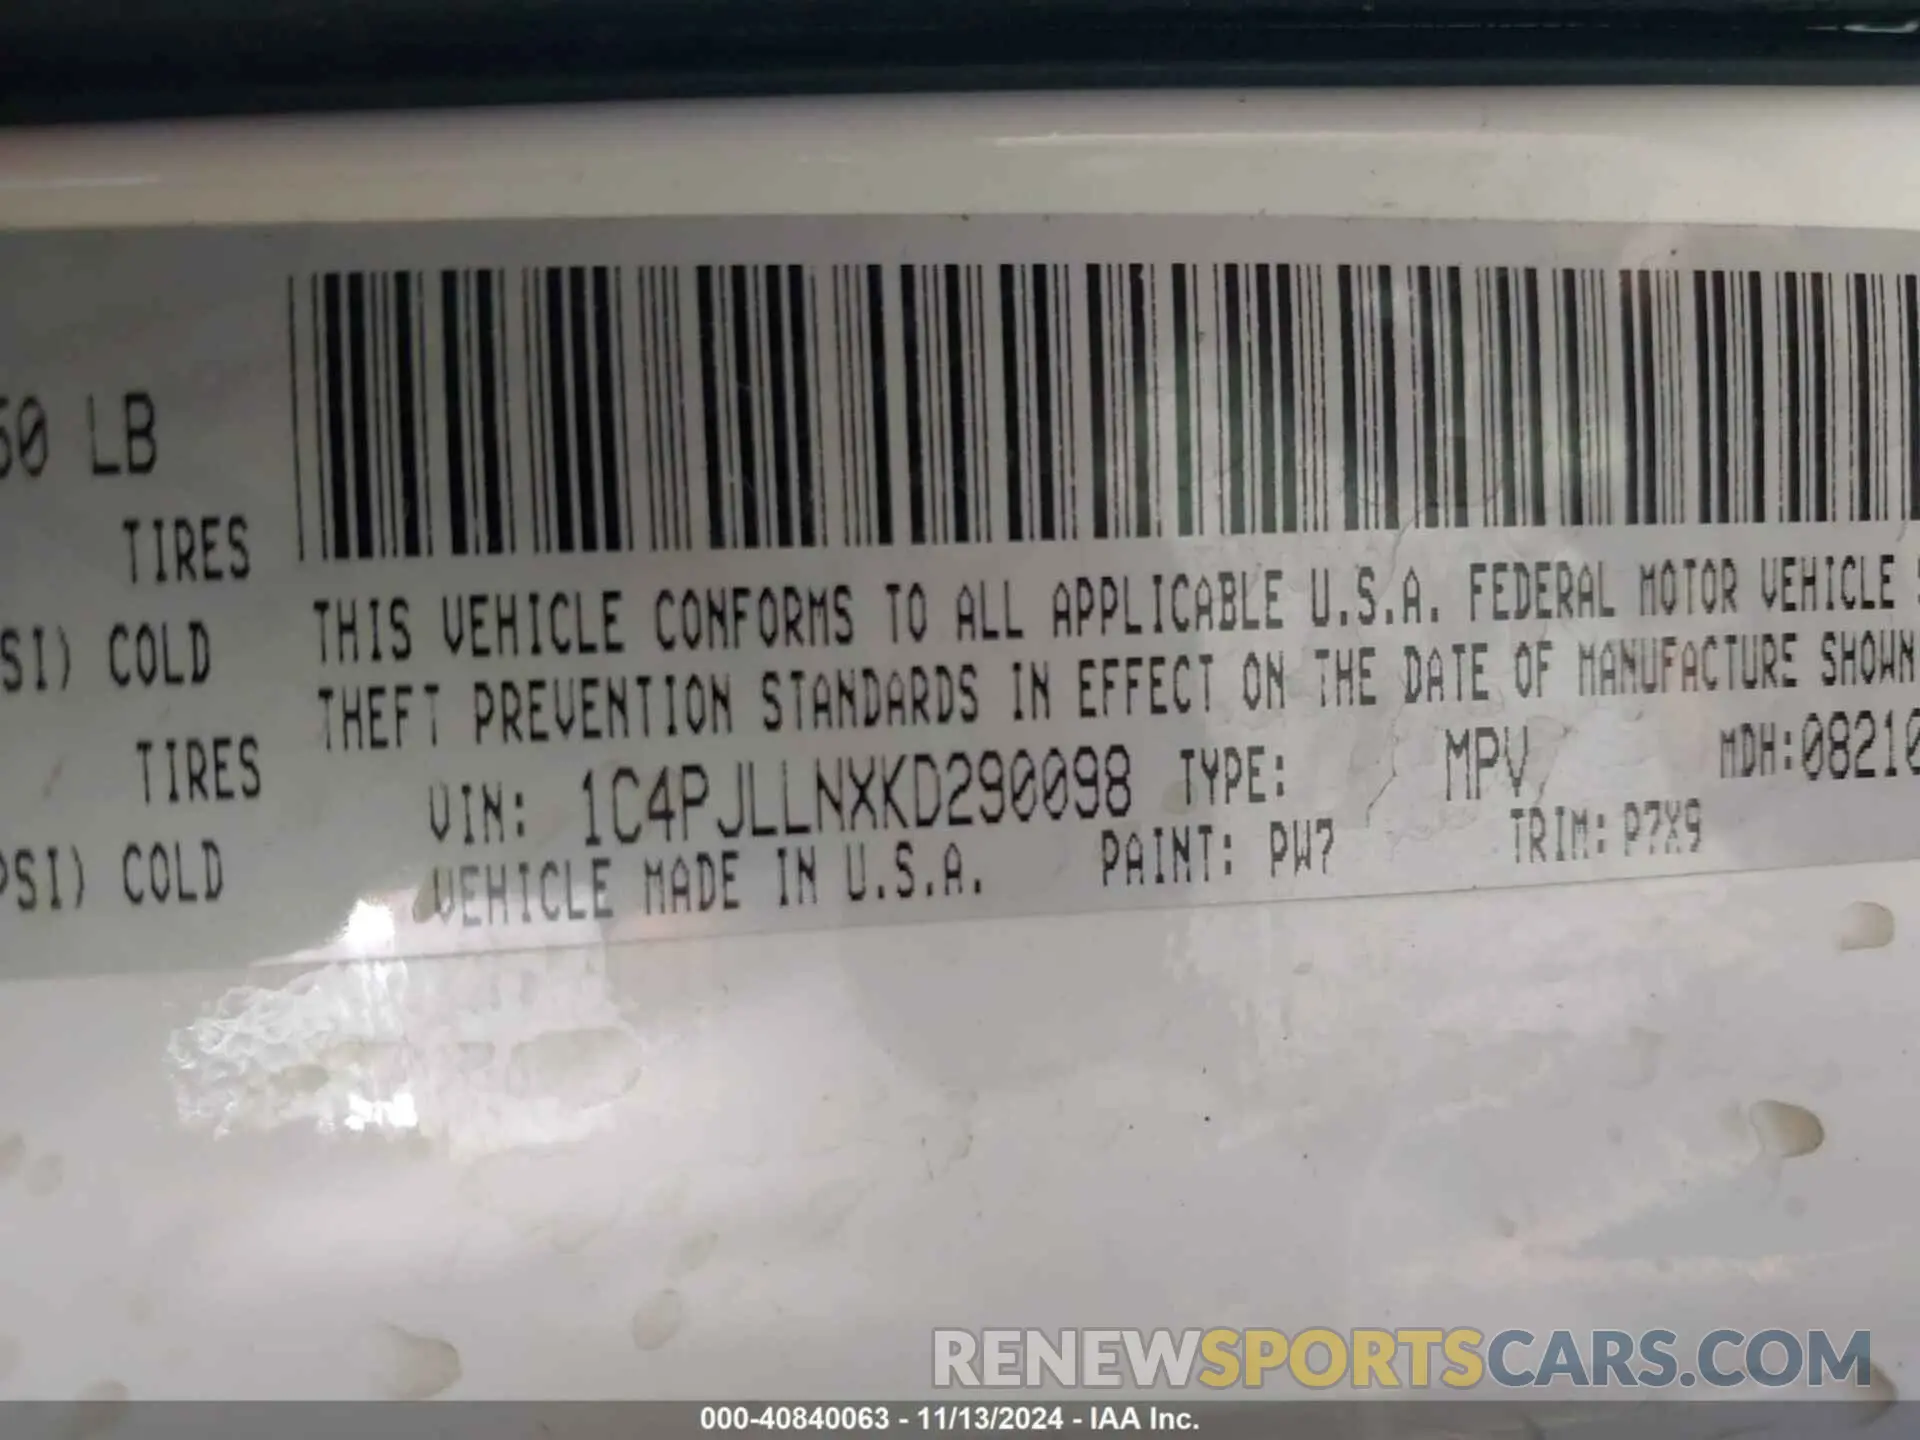 60 LB
TIRES
SI) COLD
TIRES
PSI) COLD
THIS VEHICLE CONFORMS TO ALL APPLICABLE U.S.A. FEDERAL MOTOR VEHICLE S
THEFT PREVENTION STANDARDS IN EFFECT ON THE DATE OF MANUFACTURE SHOWN
VIN: 1C4PJLLNXKD290098 TYPE: MPV MDH:08210
VEHICLE MADE IN U.S.A. PAINT: PW7 TRIM: P7X9
RENEWSPORTSCARS.COM
000-40840063 - 11/13/2024 - IAA Inc.